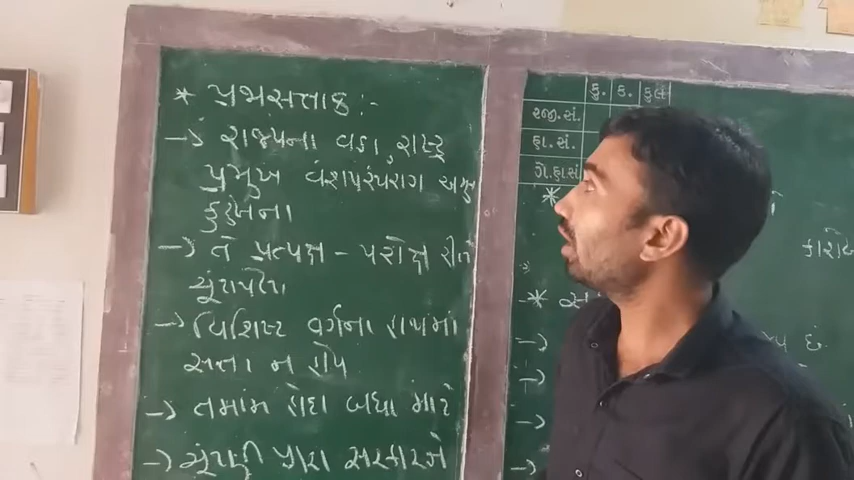 * પ્રજાસત્તાક :-
→ રાજ્યના વડા, રાષ્ટ્ર
પ્રમુખ વંશપરંપરાગ અમુક
કુટુંબના
→ તે પ્રત્યક્ષ - પરોક્ષ રીતે
ચૂંટાયેલા
→ વિશિષ્ટ વર્ગના હાથમાં
સત્તા ન હોય
→ તમામ હોદ્દા બધા માટે
→ ચૂંટણી દ્વારા સરકારને
કુ. ક. કુલ
રજી. સં.
હા. સં.
ગે. હા. સં
*
* સ
→ છે
→
→
→